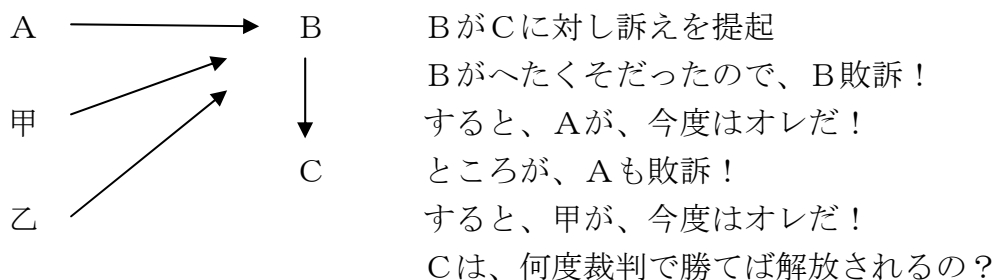 A B BがCに対し訴えを提起
Bがへたくそだったので、B敗訴！
甲 すると、Aが、今度はオレだ！
C ところが、Aも敗訴！
乙 すると、甲が、今度はオレだ！
Cは、何度裁判で勝てば解放されるの？